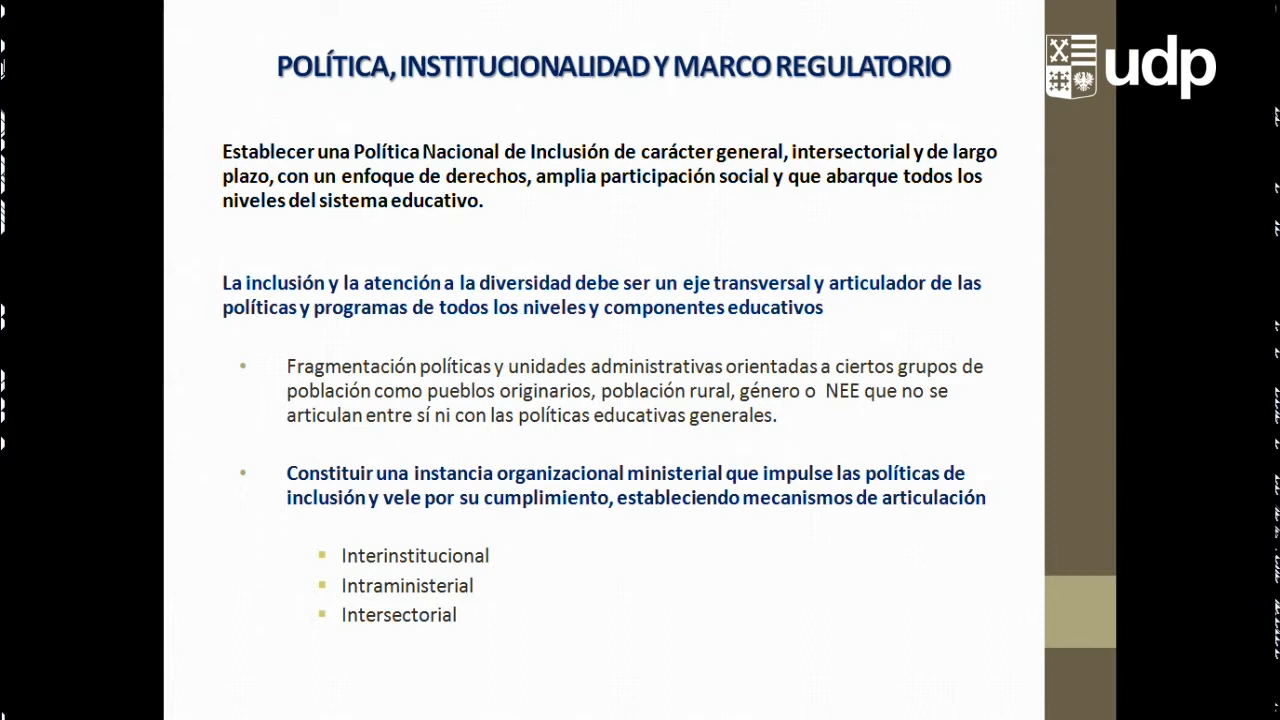 POLÍTICA, INSTITUCIONALIDAD Y MARCO REGULATORIO
udp
Establecer una Política Nacional de Inclusión de carácter general, intersectorial y de largo
plazo, con un enfoque de derechos, amplia participación social y que abarque todos los
niveles del sistema educativo.
La inclusión y la atención a la diversidad debe ser un eje transversal y articulador de las
políticas y programas de todos los niveles y componentes educativos
• Fragmentación políticas y unidades administrativas orientadas a ciertos grupos de
población como pueblos originarios, población rural, género o NEE que no se
articulan entre sí ni con las políticas educativas generales.
• Constituir una instancia organizacional ministerial que impulse las políticas de
inclusión y vele por su cumplimiento, estableciendo mecanismos de articulación
▪ Interinstitucional
▪ Intraministerial
▪ Intersectorial